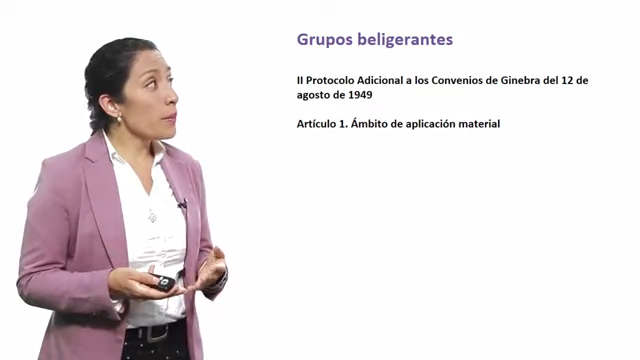 Grupos beligerantes
II Protocolo Adicional a los Convenios de Ginebra del 12 de
agosto de 1949
Artículo 1. Ámbito de aplicación material